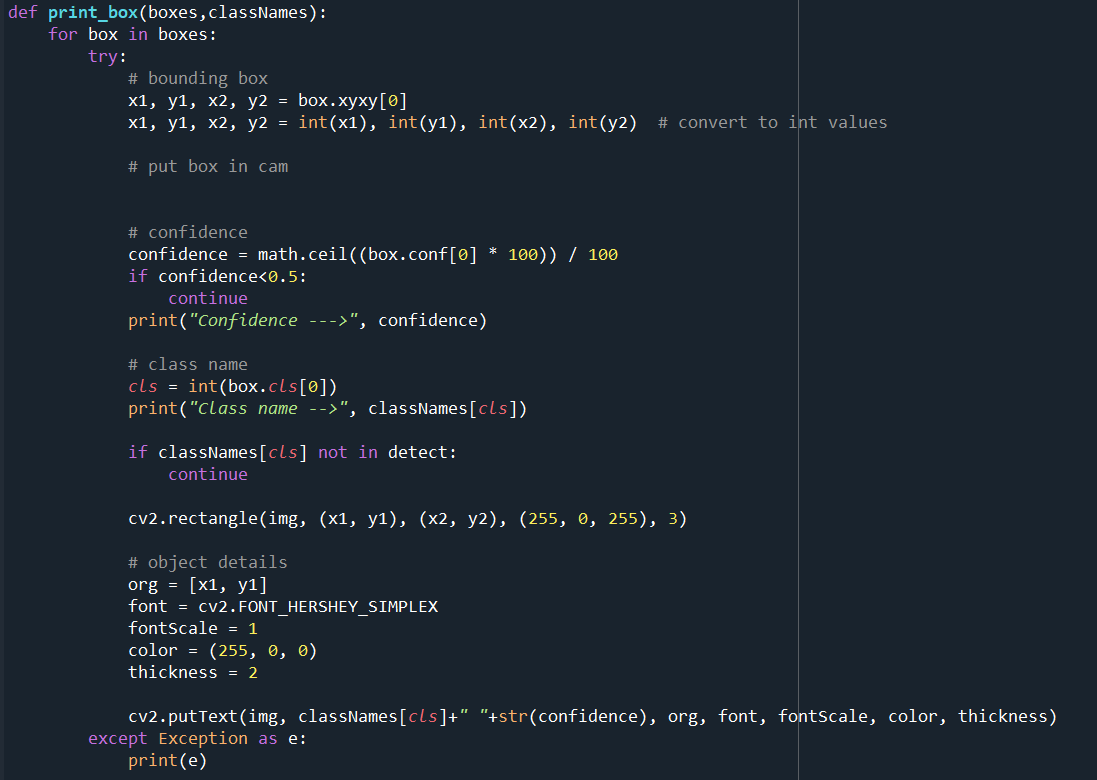 def print_box(boxes,classNames):
    for box in boxes:
        try:
            # bounding box
            x1, y1, x2, y2 = box.xyxy[0]
            x1, y1, x2, y2 = int(x1), int(y1), int(x2), int(y2)  # convert to int values

            # put box in cam


            # confidence
            confidence = math.ceil((box.conf[0] * 100)) / 100
            if confidence<0.5:
                continue
            print("Confidence --->", confidence)

            # class name
            cls = int(box.cls[0])
            print("Class name -->", classNames[cls])

            if classNames[cls] not in detect:
                continue

            cv2.rectangle(img, (x1, y1), (x2, y2), (255, 0, 255), 3)

            # object details
            org = [x1, y1]
            font = cv2.FONT_HERSHEY_SIMPLEX
            fontScale = 1
            color = (255, 0, 0)
            thickness = 2

            cv2.putText(img, classNames[cls]+" "+str(confidence), org, font, fontScale, color, thickness)
        except Exception as e:
            print(e)